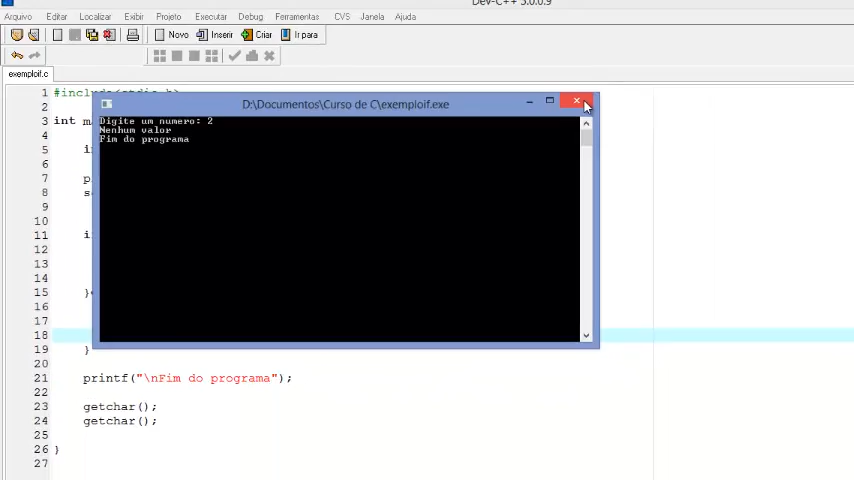 Dev-C++ 5.0.0.9
Arquivo Editar Localizar Exibir Projeto Executar Debug Ferramentas CVS Janela Ajuda
Novo Inserir Criar Ir para
exemploif.c
1 #include<stdio.h>
D:\Documentos\Curso de C\exemploif.exe
Digite um numero: 2
Nenhum valor
Fim do programa
2
3 int m
4
5 in
6
7 p
8 s
9
10
11 i
12
13
14
15 }
16
17
18
19 }
20
21 printf("\nFim do programa");
22
23 getchar();
24 getchar();
25
26 }
27